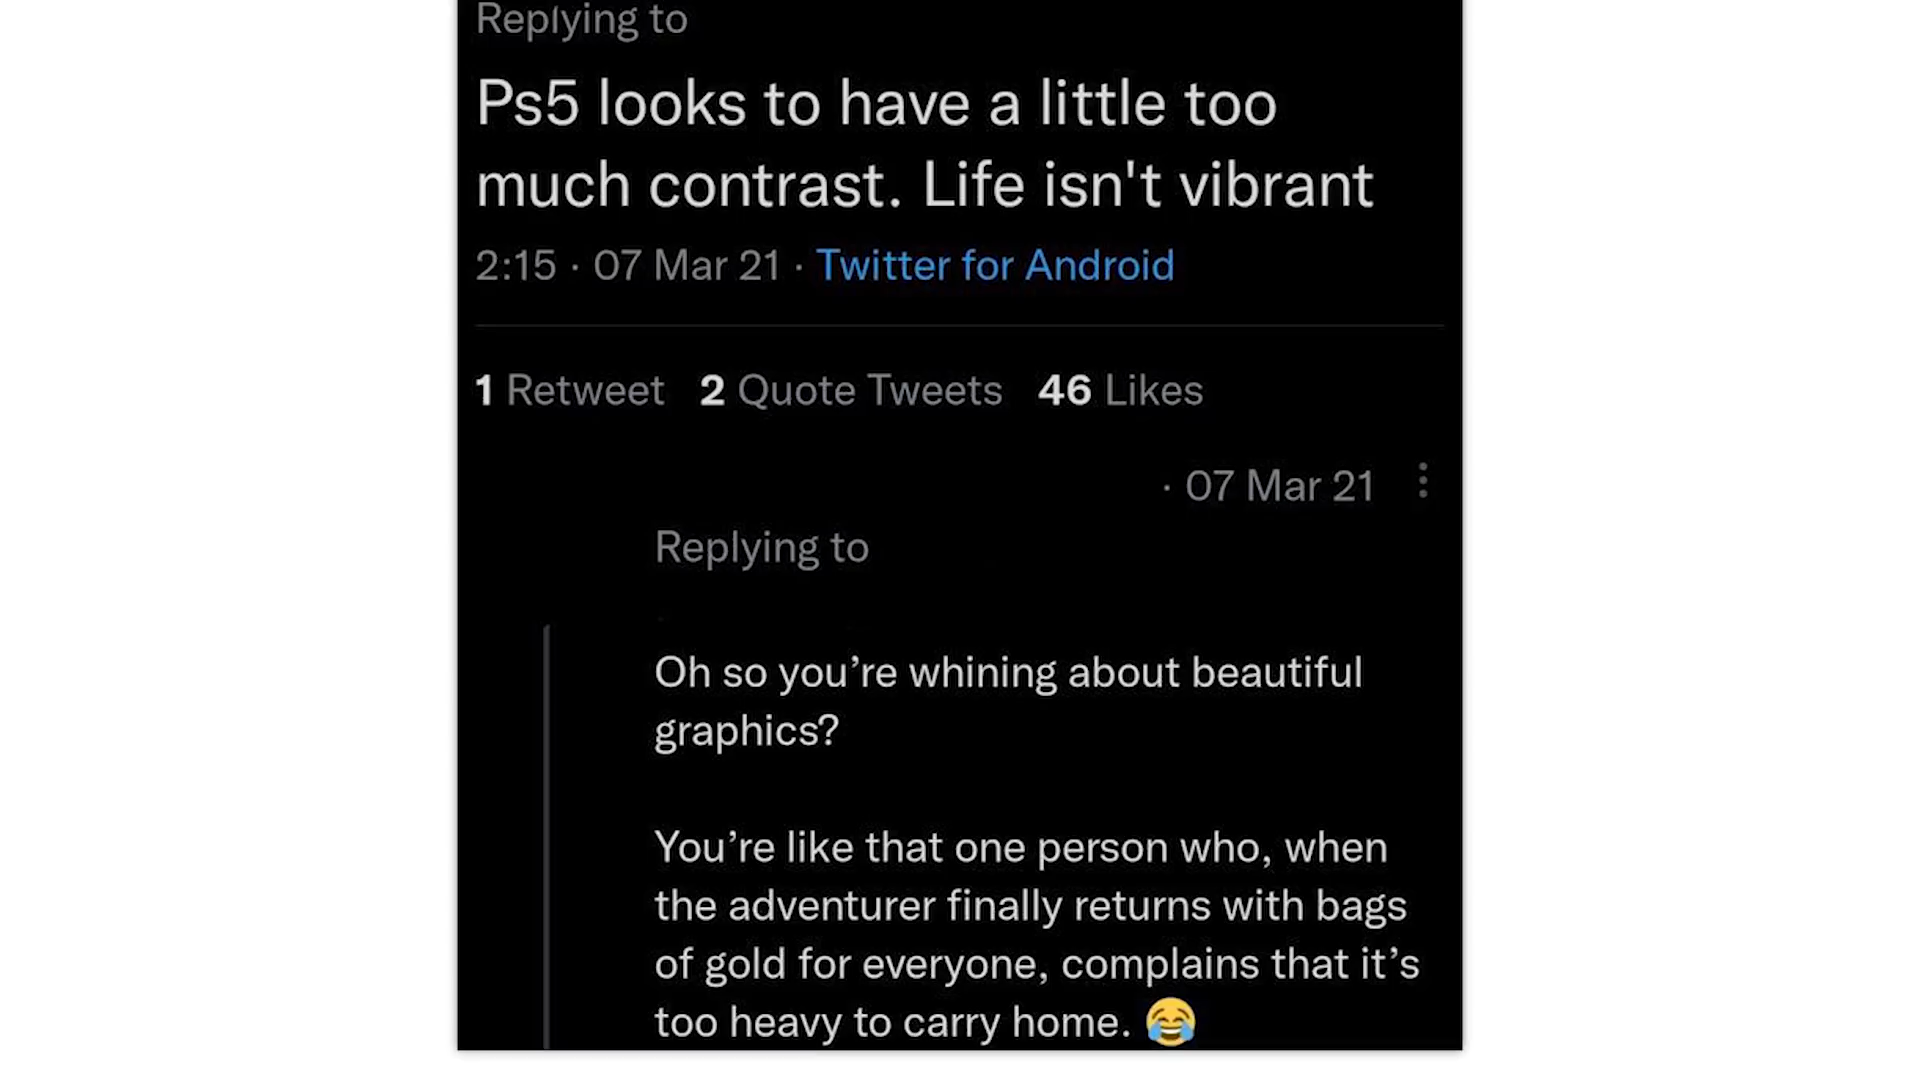 Replying to
Ps5 looks to have a little too
much contrast. Life isn't vibrant
2:15 · 07 Mar 21 · Twitter for Android
1 Retweet 2 Quote Tweets 46 Likes
· 07 Mar 21
Replying to
Oh so you’re whining about beautiful
graphics?
You’re like that one person who, when
the adventurer finally returns with bags
of gold for everyone, complains that it’s
too heavy to carry home. 😂